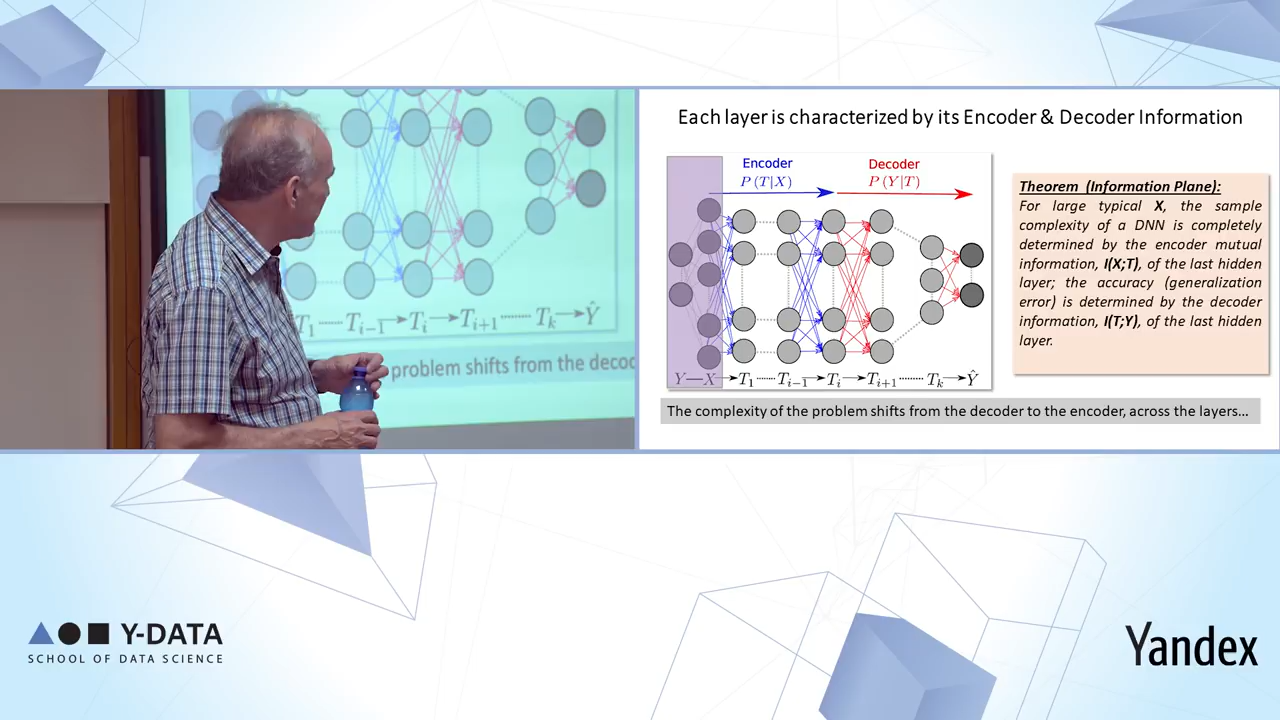 T₁ ...... Tᵢ₋₁ → Tᵢ → Tᵢ₊₁ ........ Tₖ → Ŷ
problem shifts from the deco
Each layer is characterized by its Encoder & Decoder Information
Encoder Decoder
P(T|X) P(Y|T)
Y — X → T₁ ...... Tᵢ₋₁ → Tᵢ → Tᵢ₊₁ ........ Tₖ → Ŷ
Theorem (Information Plane):
For large typical X, the sample
complexity of a DNN is completely
determined by the encoder mutual
information, I(X;T), of the last hidden
layer; the accuracy (generalization
error) is determined by the decoder
information, I(T;Y), of the last hidden
layer.
The complexity of the problem shifts from the decoder to the encoder, across the layers...
Y-DATA
SCHOOL OF DATA SCIENCE
Yandex